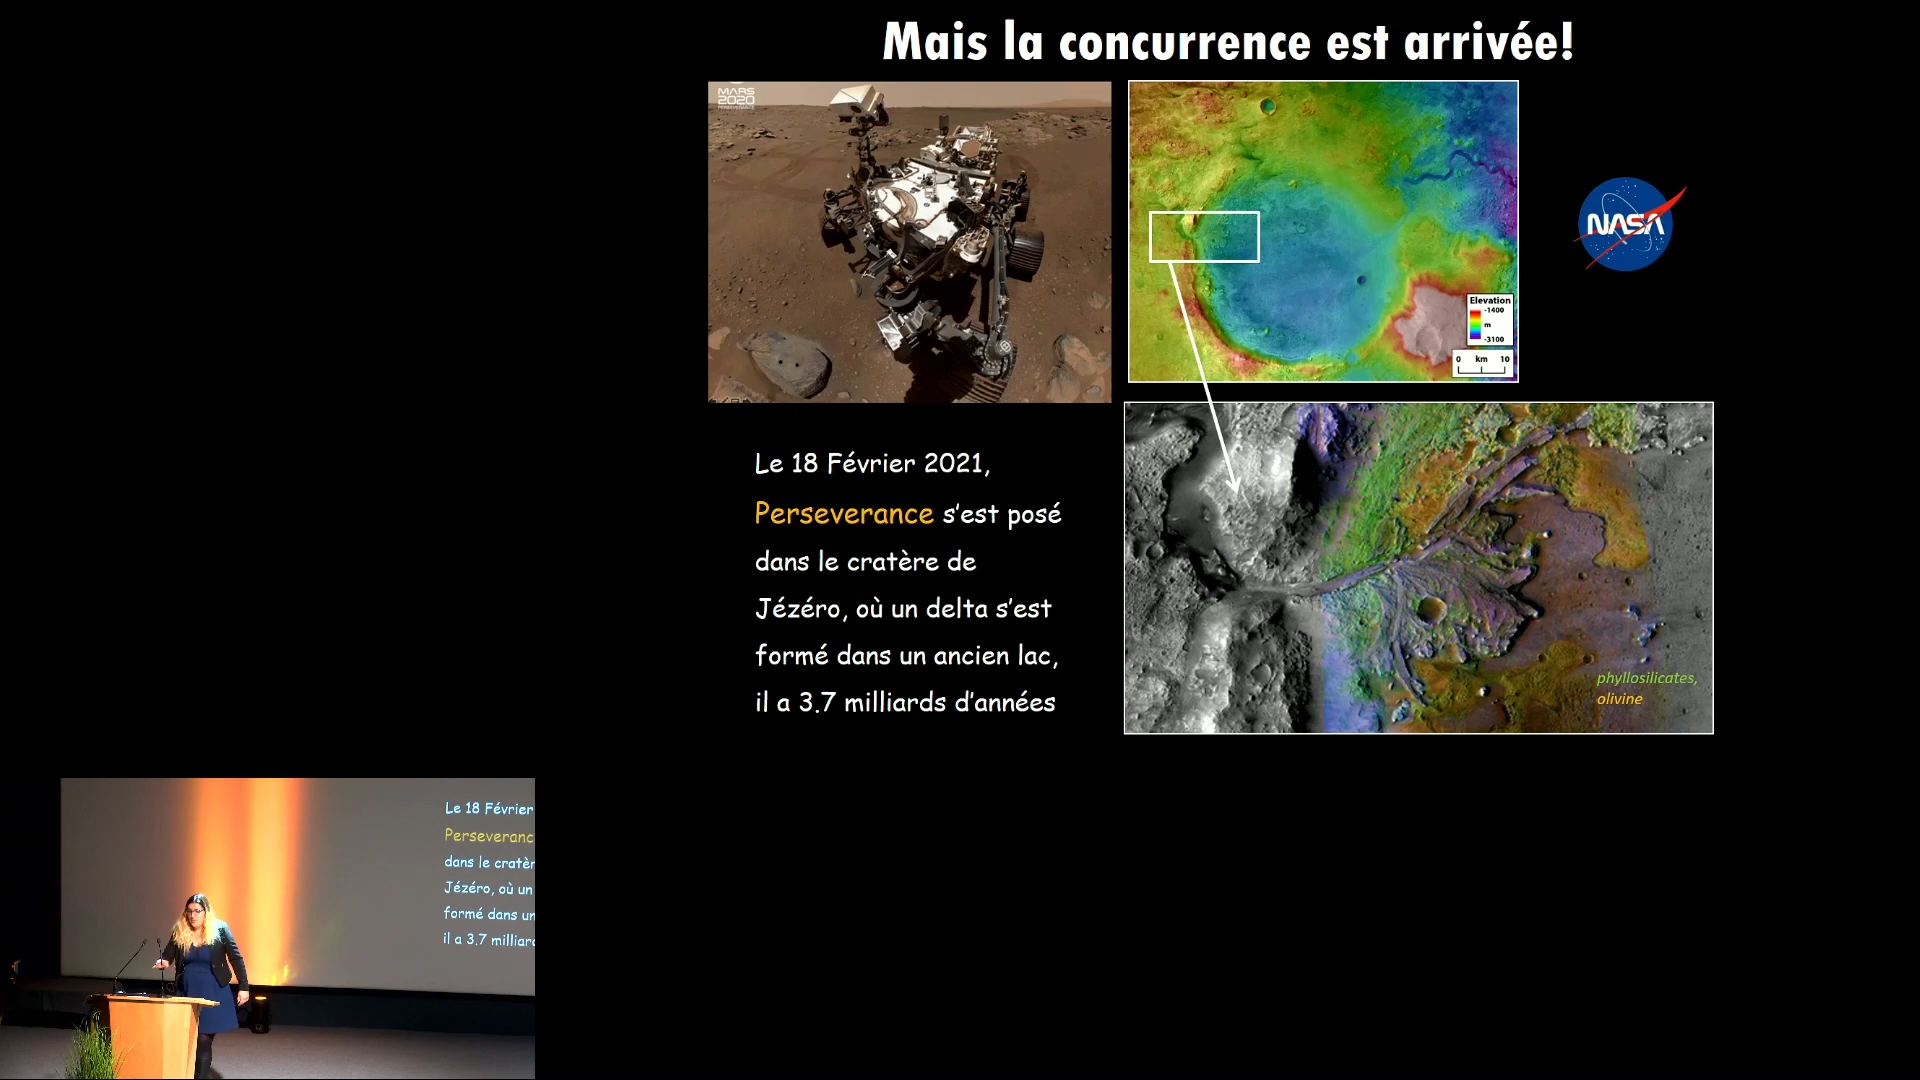 Mais la concurrence est arrivée!
MARS
2020
PERSEVERANCE
NASA
Elevation
-1400
m
-3100
0 km 10
Le 18 Février 2021,
Perseverance s’est posé
dans le cratère de
Jézéro, où un delta s’est
formé dans un ancien lac,
il a 3.7 milliards d’années
phyllosilicates,
olivine
Le 18 Février
Perseveranc
dans le cratèr
Jézéro, où un
formé dans un
il a 3.7 milliard